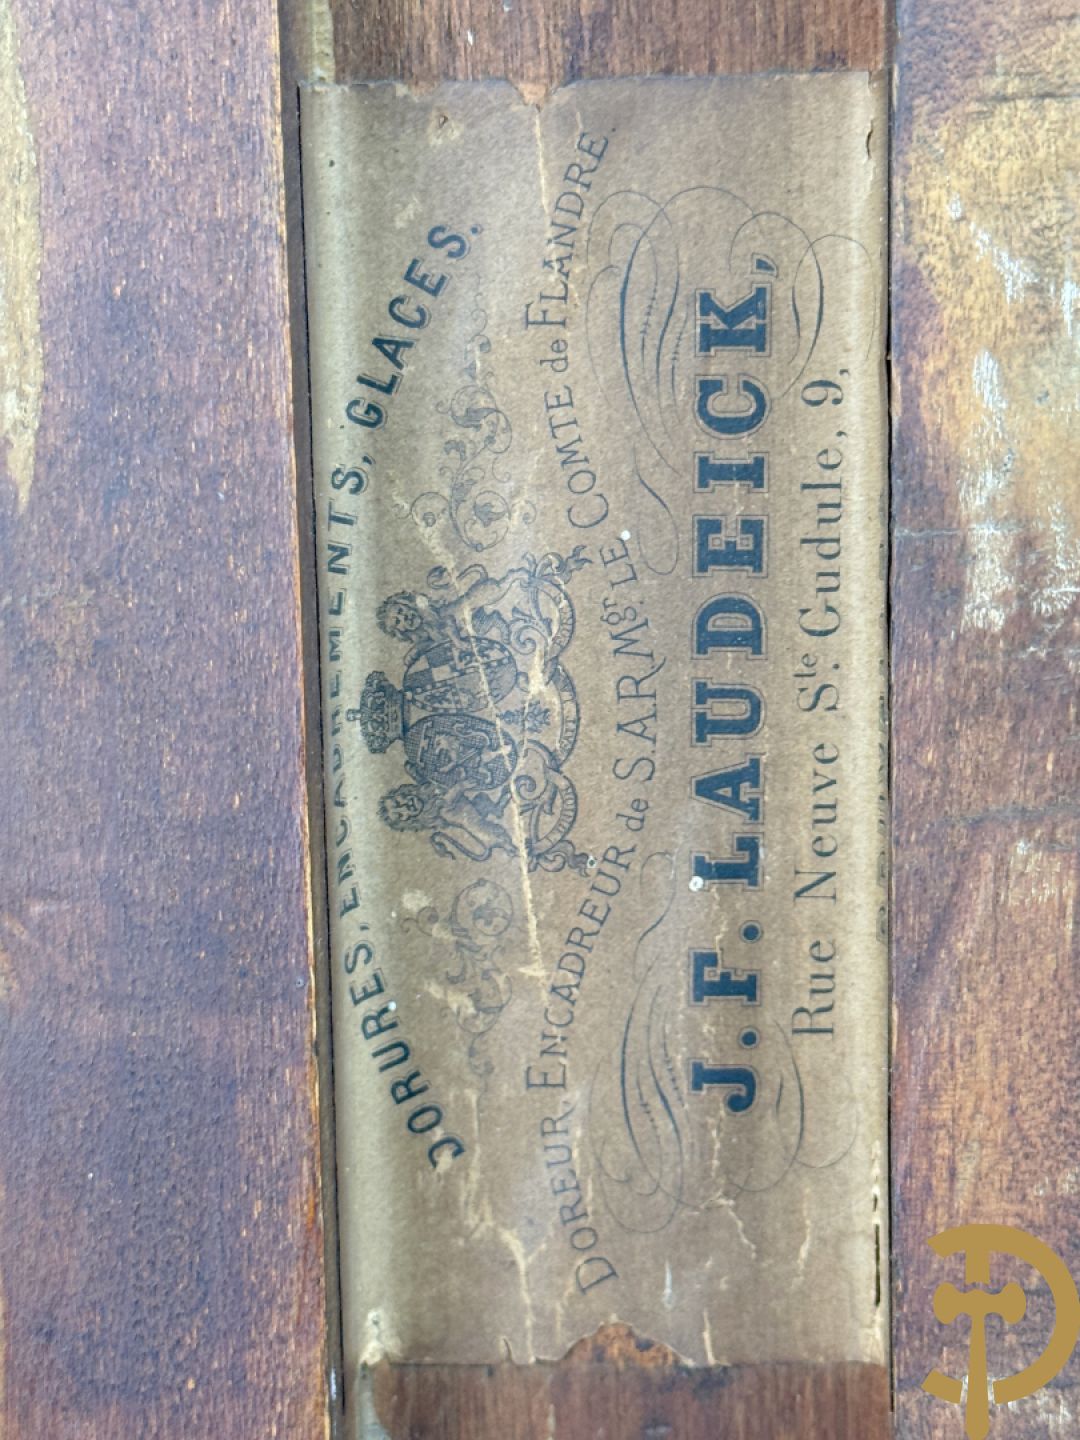 DORURES, ENCADREMENTS, GLACES.
DOREUR, ENCADREUR de S.A.R Mgr. LE COMTE de FLANDRE.
J. F. LAUDEICK,
Rue Neuve Ste. Gudule, 9,